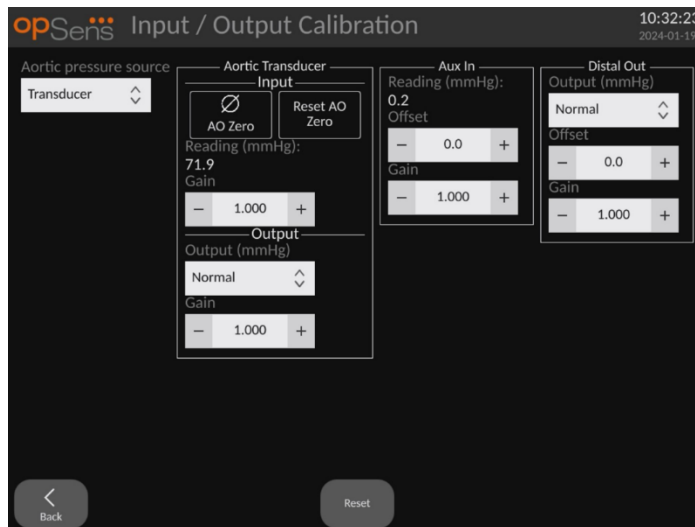 opSens Input / Output Calibration
10:32:23
2024-01-19
Aortic pressure source
Transducer
Aortic Transducer
Input
AO Zero
Reset AO
Zero
Reading (mmHg):
71.9
Gain
− 1.000 +
Output
Output (mmHg)
Normal
Gain
− 1.000 +
Aux In
Reading (mmHg):
0.2
Offset
− 0.0 +
Gain
− 1.000 +
Distal Out
Output (mmHg)
Normal
Offset
− 0.0 +
Gain
− 1.000 +
Back
Reset